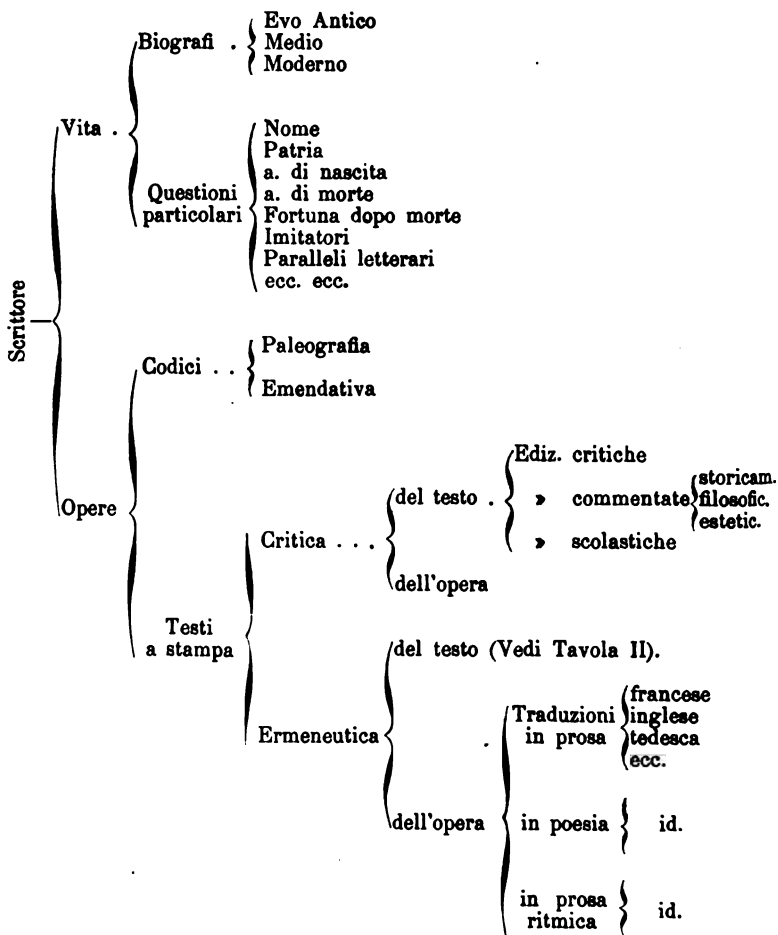 Scrittore
Vita .
Biografi .
Evo Antico
Medio
Moderno
Questioni
particolari
Nome
Patria
a. di nascita
a. di morte
Fortuna dopo morte
Imitatori
Paralleli letterari
ecc. ecc.
Opere
Codici . .
Paleografia
Emendativa
Testi
a stampa
Critica . . .
del testo .
Ediz. critiche
» commentate
storicam.
filosofic.
estetic.
» scolastiche
dell'opera
Ermeneutica
del testo (Vedi Tavola II).
dell'opera
Traduzioni
in prosa
francese
inglese
tedesca
ecc.
in poesia
id.
in prosa
ritmica
id.